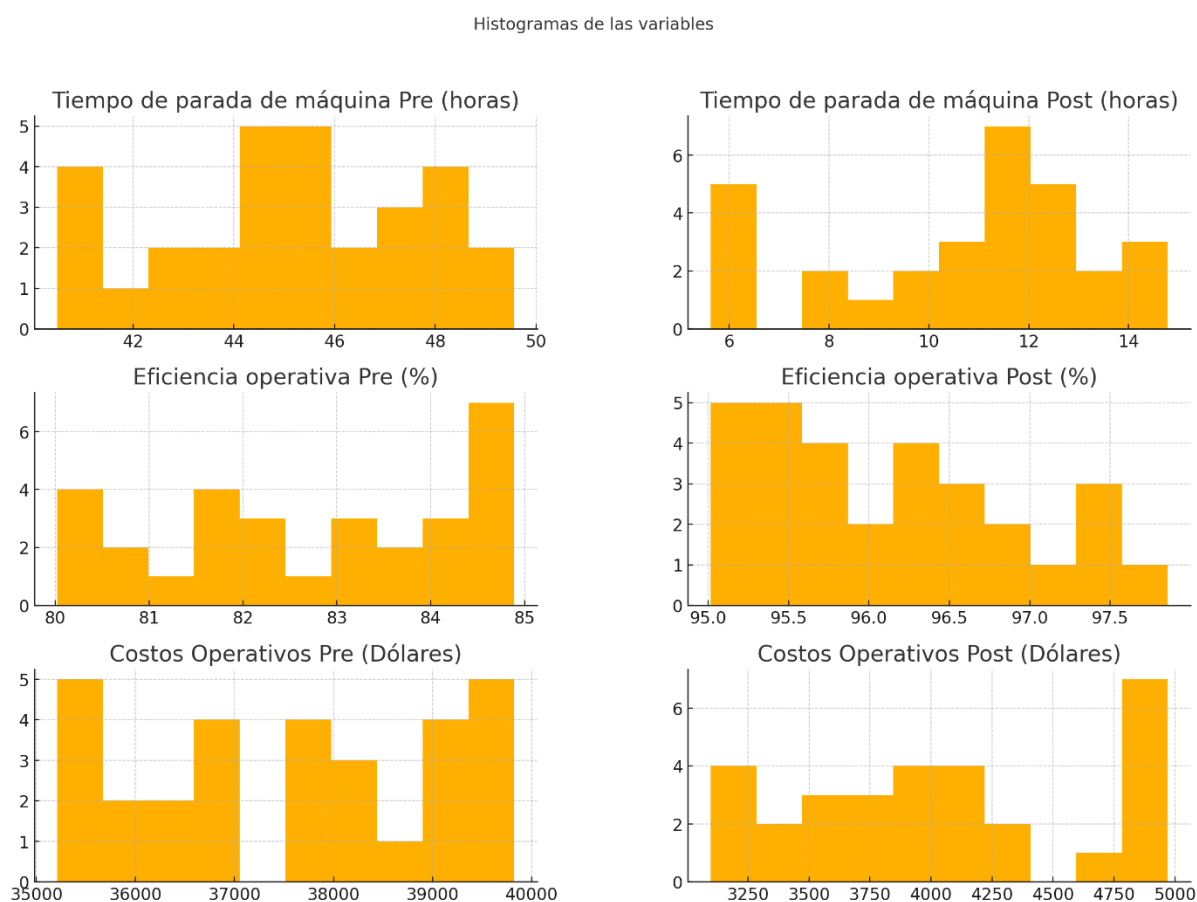 Histogramas de las variables
Tiempo de parada de máquina Pre (horas)
5
4
3
2
1
0
42 44 46 48 50
Tiempo de parada de máquina Post (horas)
6
4
2
0
6 8 10 12 14
Eficiencia operativa Pre (%)
6
4
2
0
80 81 82 83 84 85
Eficiencia operativa Post (%)
5
4
3
2
1
0
95.0 95.5 96.0 96.5 97.0 97.5
Costos Operativos Pre (Dólares)
5
4
3
2
1
0
35000 36000 37000 38000 39000 40000
Costos Operativos Post (Dólares)
6
4
2
0
3250 3500 3750 4000 4250 4500 4750 5000